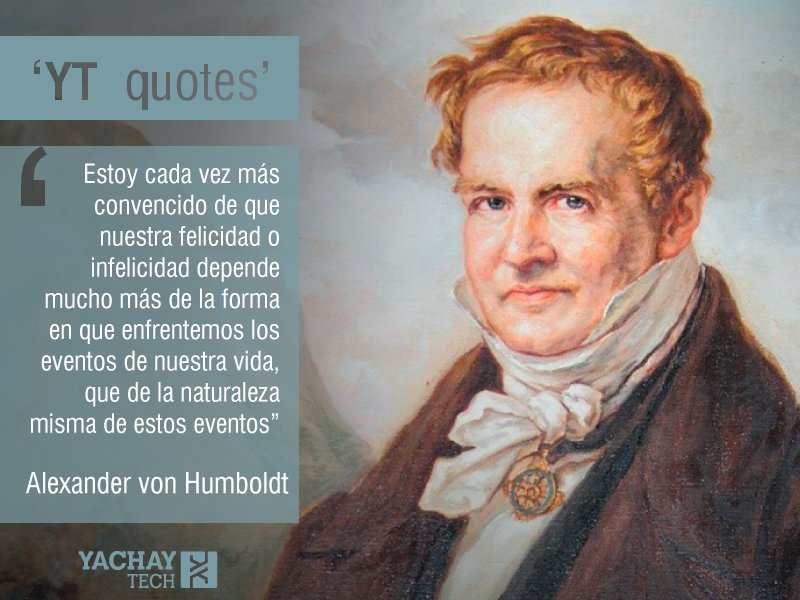 ‘YT quotes’
‘
Estoy cada vez más
convencido de que
nuestra felicidad o
infelicidad depende
mucho más de la forma
en que enfrentemos los
eventos de nuestra vida,
que de la naturaleza
misma de estos eventos”
Alexander von Humboldt
YACHAY
TECH